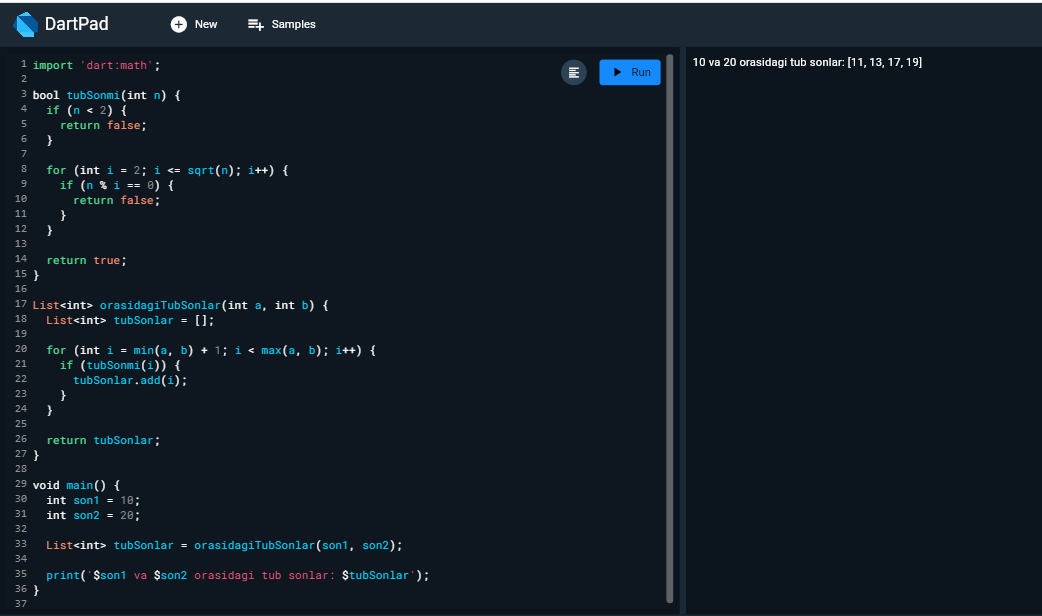 DartPad New Samples
1 import 'dart:math';
2
3 bool tubSonmi(int n) {
4   if (n < 2) {
5     return false;
6   }
7
8   for (int i = 2; i <= sqrt(n); i++) {
9     if (n % i == 0) {
10       return false;
11     }
12   }
13
14   return true;
15 }
16
17 List<int> orasidagiTubSonlar(int a, int b) {
18   List<int> tubSonlar = [];
19
20   for (int i = min(a, b) + 1; i < max(a, b); i++) {
21     if (tubSonmi(i)) {
22       tubSonlar.add(i);
23     }
24   }
25
26   return tubSonlar;
27 }
28
29 void main() {
30   int son1 = 10;
31   int son2 = 20;
32
33   List<int> tubSonlar = orasidagiTubSonlar(son1, son2);
34
35   print('$son1 va $son2 orasidagi tub sonlar: $tubSonlar');
36 }
37
Run
10 va 20 orasidagi tub sonlar: [11, 13, 17, 19]